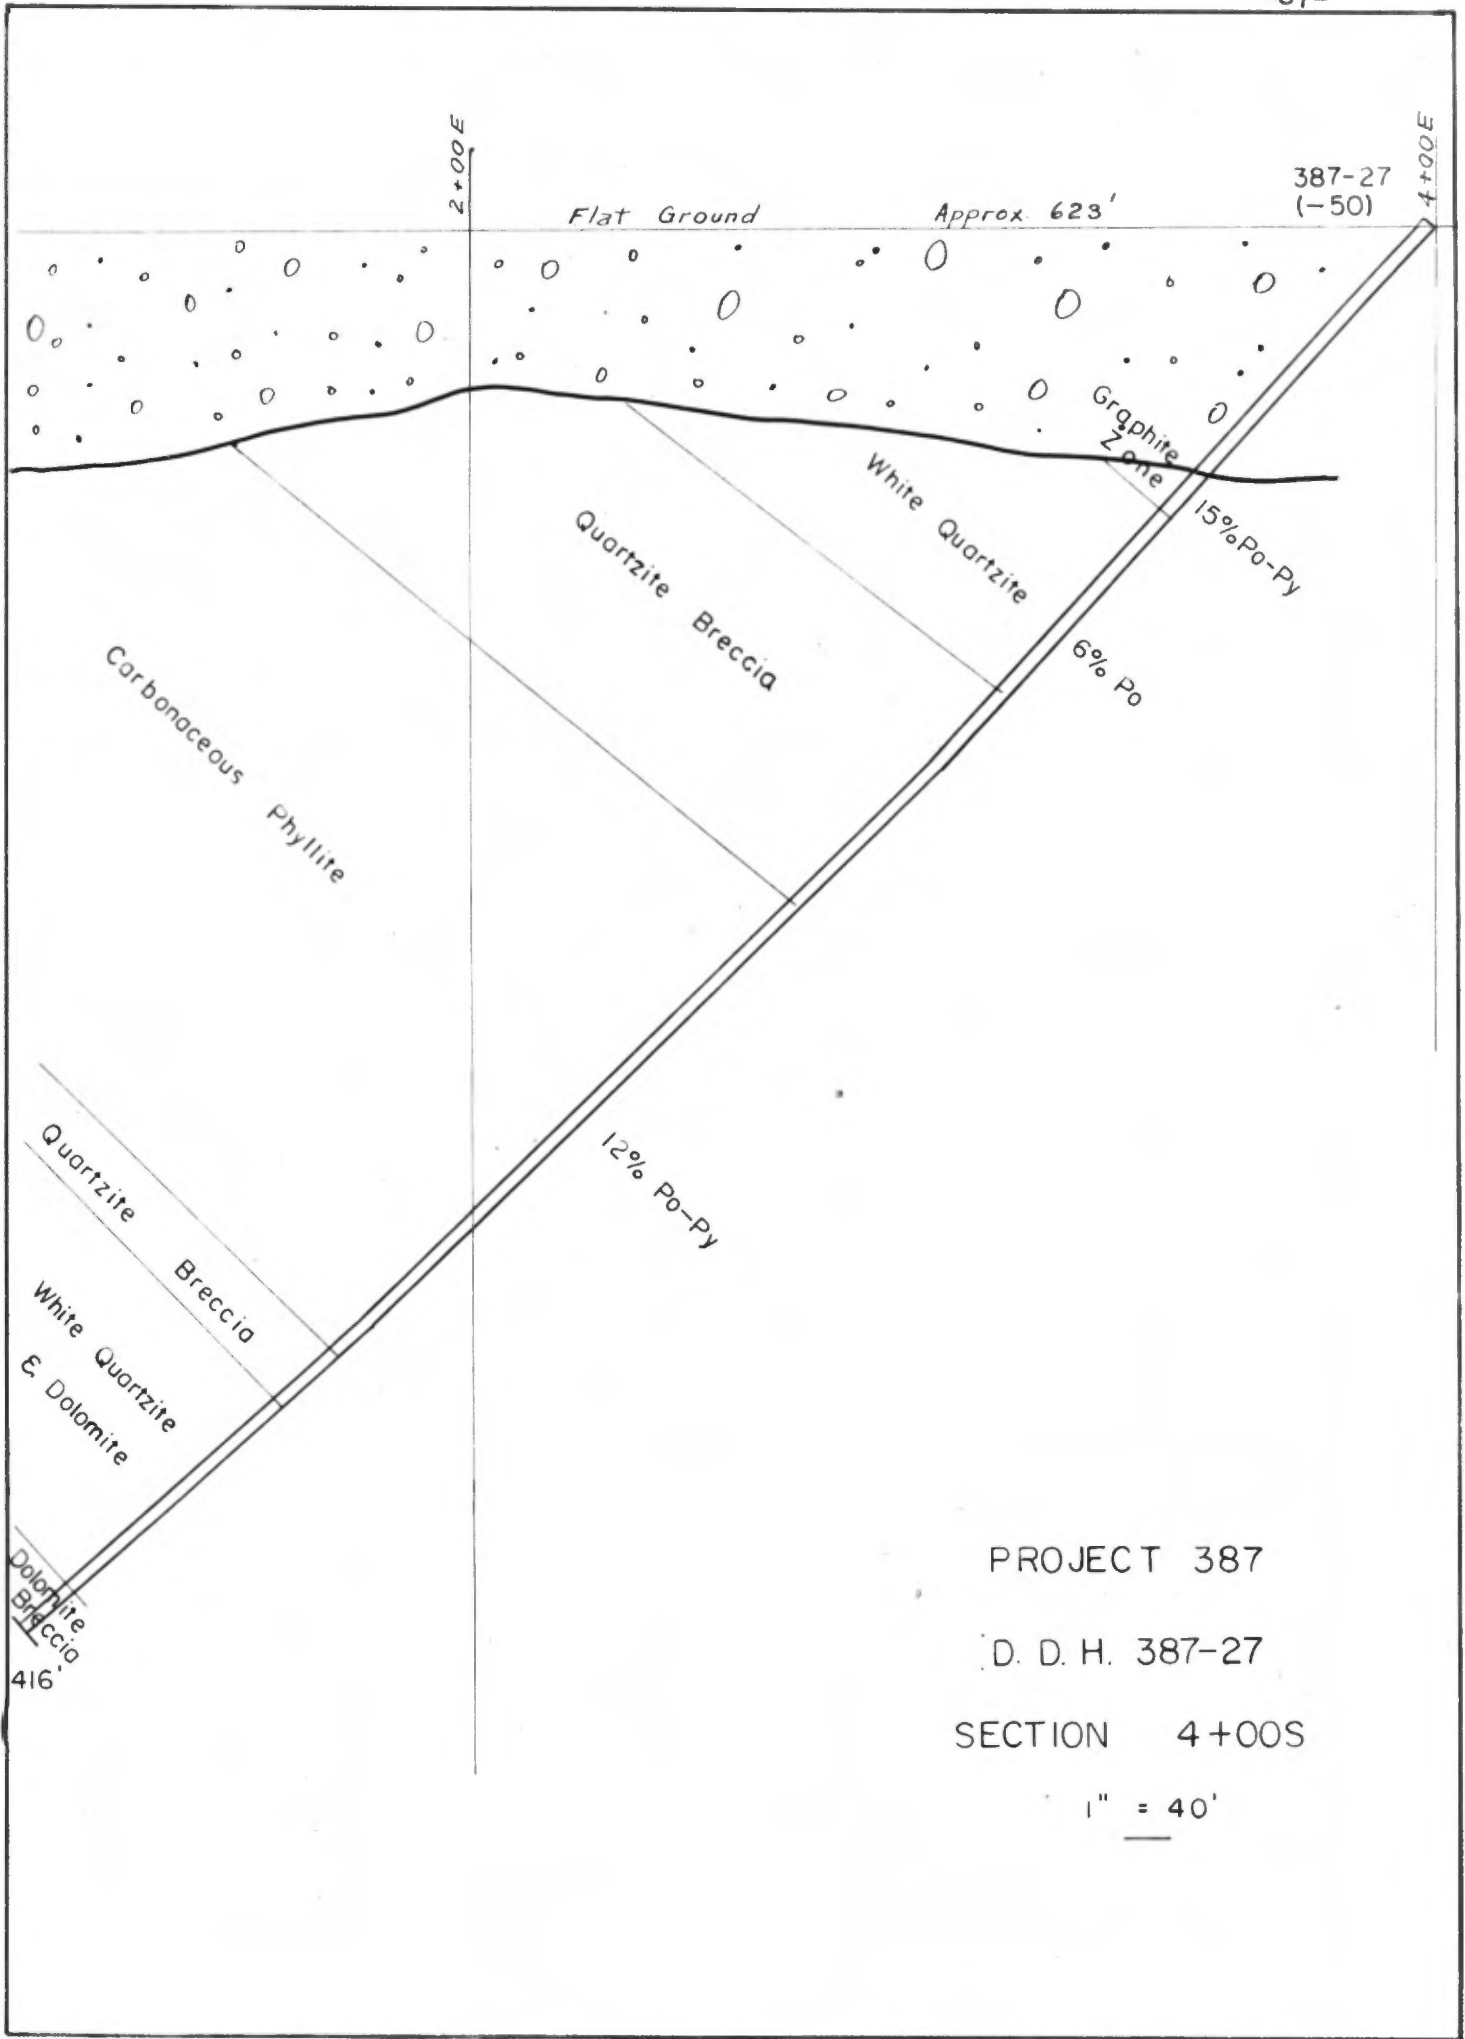 2+00E
4+00E
387-27
(-50)
Flat Ground Approx. 623'
Graphite
Zone
White Quartzite
15% Po-Py
Quartzite Breccia
6% Po
Carbonaceous Phyllite
12% Po-Py
Quartzite Breccia
White Quartzite
& Dolomite
Dolomite
Breccia
416'
PROJECT 387
D. D. H. 387-27
SECTION 4+00S
1" = 40'